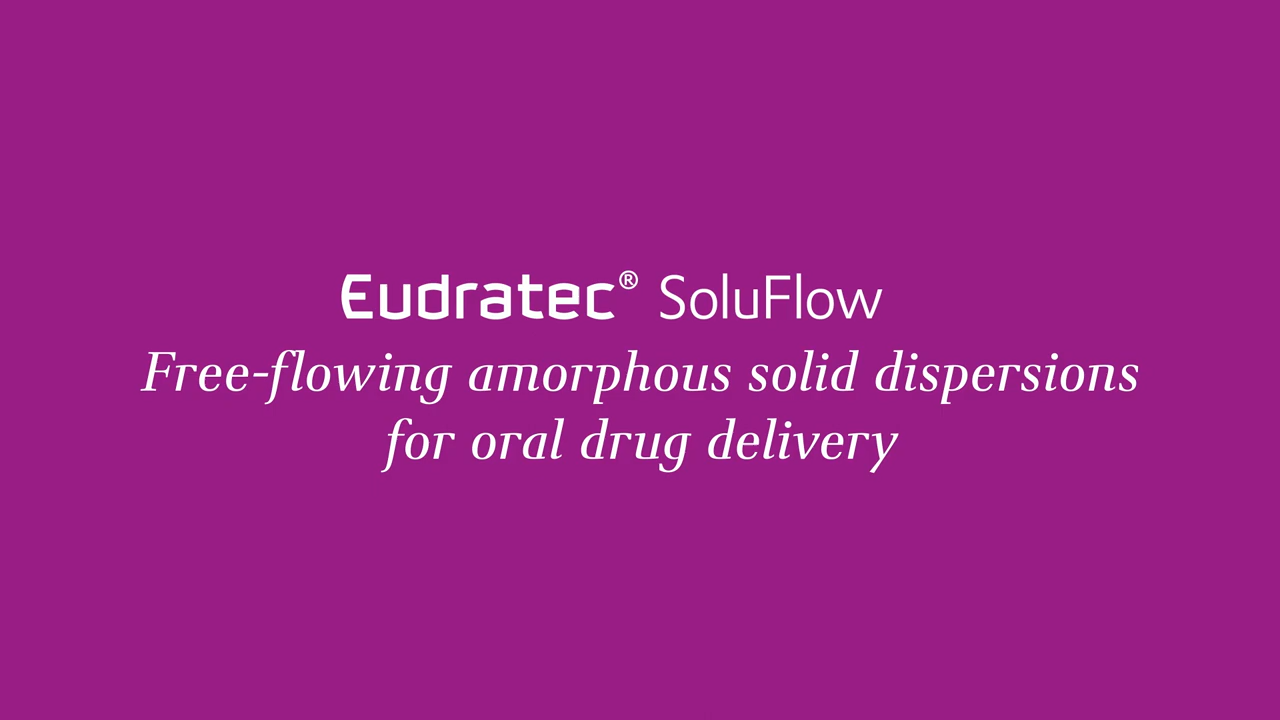 Eudratec® SoluFlow
Free-flowing amorphous solid dispersions
for oral drug delivery